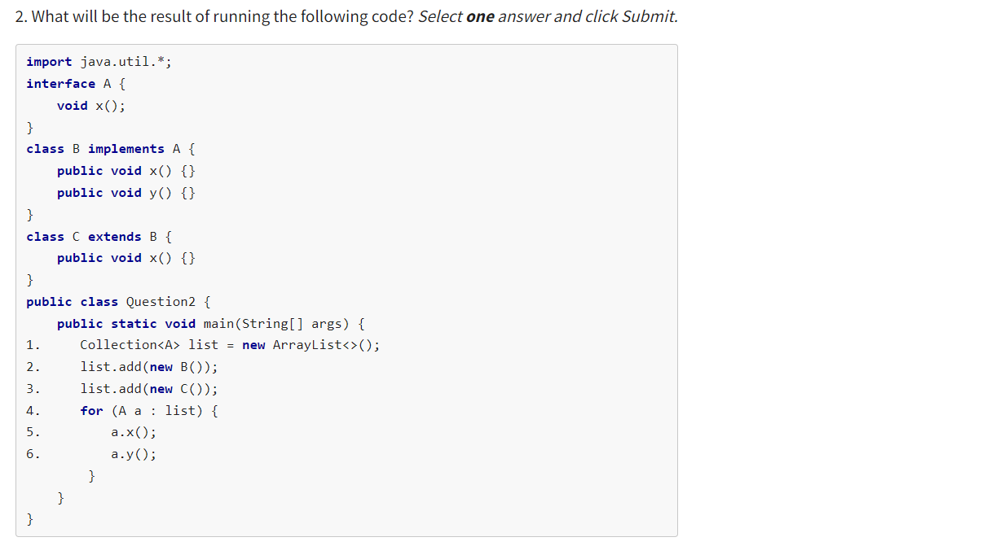 2. What will be the result of running the following code? Select one answer and click Submit.
import java.util.*;
interface A {
    void x();
}
class B implements A {
    public void x() {}
    public void y() {}
}
class C extends B {
    public void x() {}
}
public class Question2 {
    public static void main(String[] args) {
1.     Collection<A> list = new ArrayList<>();
2.     list.add(new B());
3.     list.add(new C());
4.     for (A a : list) {
5.         a.x();
6.         a.y();
        }
    }
}